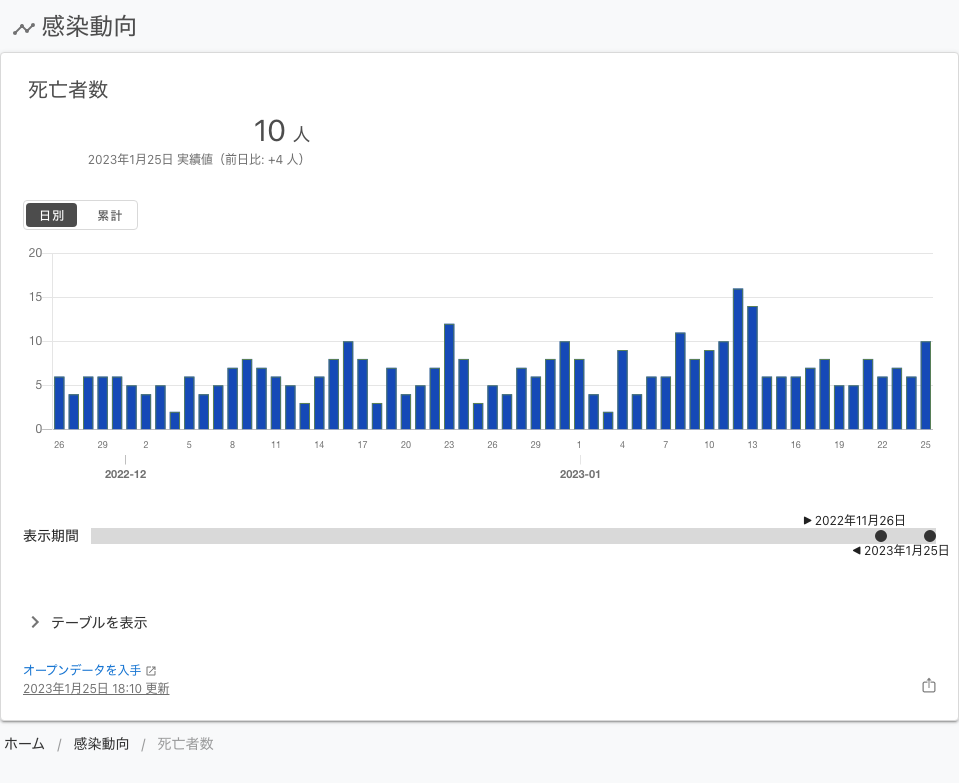 感染動向
死亡者数
10 人
2023年1月25日 実績値（前日比: +4 人）
日別 累計
20
15
10
5
0
26 29 2 5 8 11 14 17 20 23 26 29 1 4 7 10 13 16 19 22 25
2022-12 2023-01
2022年11月26日
表示期間
2023年1月25日
テーブルを表示
オープンデータを入手
2023年1月25日 18:10 更新
ホーム / 感染動向 / 死亡者数